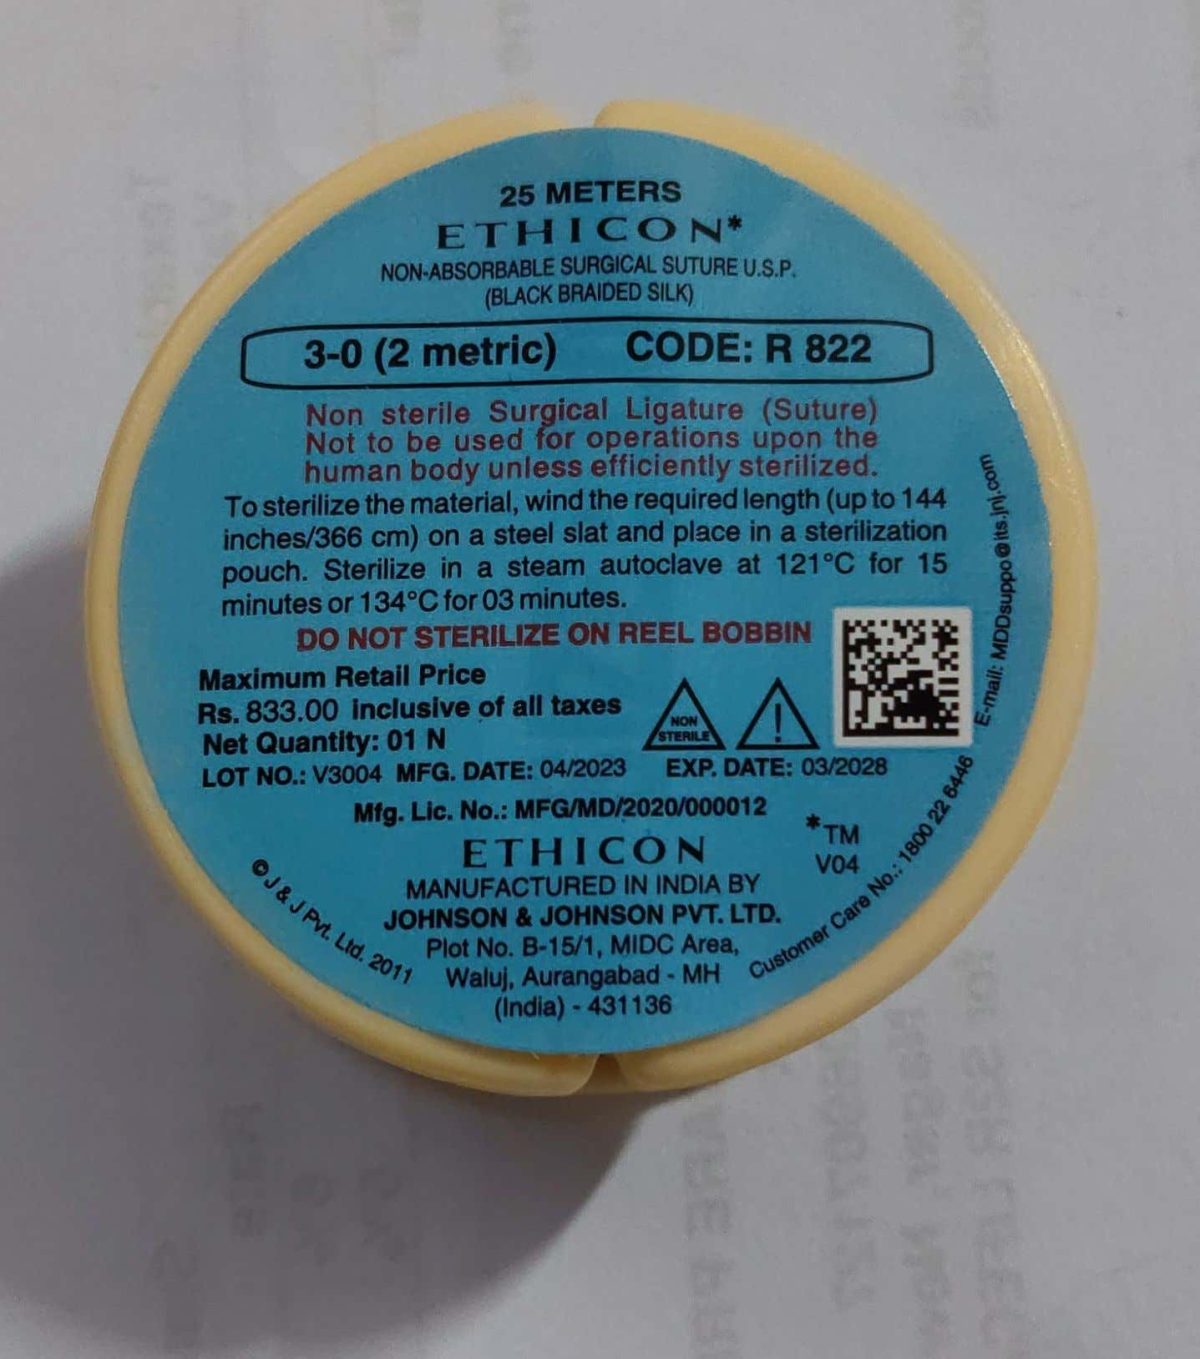 25 METERS
ETHICON*
NON-ABSORBABLE SURGICAL SUTURE U.S.P.
(BLACK BRAIDED SILK)
3-0 (2 metric) CODE: R 822
Non sterile Surgical Ligature (Suture)
Not to be used for operations upon the
human body unless efficiently sterilized.
To sterilize the material, wind the required length (up to 144
inches/366 cm) on a steel slat and place in a sterilization
pouch. Sterilize in a steam autoclave at 121°C for 15
minutes or 134°C for 03 minutes.
DO NOT STERILIZE ON REEL BOBBIN
Maximum Retail Price
Rs. 833.00 inclusive of all taxes
Net Quantity: 01 N
NON
STERILE
!
LOT NO.: V3004 MFG. DATE: 04/2023 EXP. DATE: 03/2028
Mfg. Lic. No.: MFG/MD/2020/000012
*TM
V04
ETHICON
MANUFACTURED IN INDIA BY
JOHNSON & JOHNSON PVT. LTD.
Plot No. B-15/1, MIDC Area,
Waluj, Aurangabad - MH
(India) - 431136
© J & J Pvt. Ltd. 2011
Customer Care No.: 1800 22 6446
E-mail: MDDsuppo@its.jnj.com